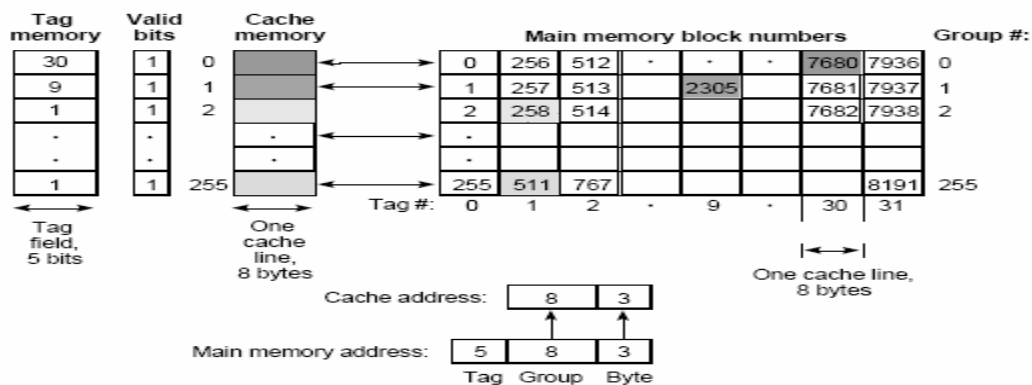 Tag memory Valid bits Cache memory Main memory block numbers Group #:
30 1 0 0 256 512 · · · 7680 7936 0
9 1 1 1 257 513 2305 7681 7937 1
1 1 2 2 258 514 7682 7938 2
· · · ·
· · · ·
1 1 255 255 511 767 8191 255
Tag #: 0 1 2 · 9 · 30 31
Tag field, 5 bits
One cache line, 8 bytes
One cache line, 8 bytes
Cache address: 8 3
Main memory address: 5 8 3
Tag Group Byte